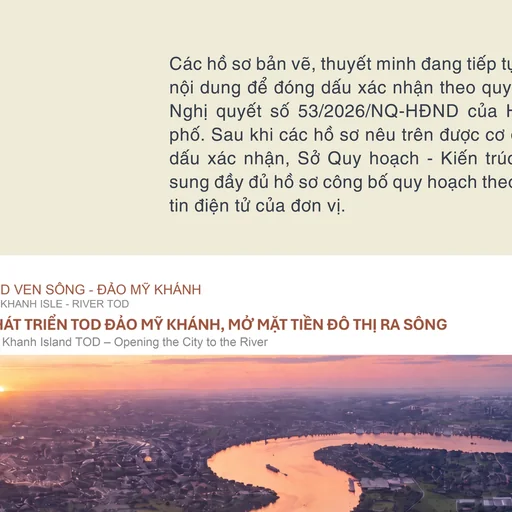 Các hồ sơ bản vẽ, thuyết minh đang tiếp
nội dung để đóng dấu xác nhận theo quy
Nghị quyết số 53/2026/NQ-HĐND của H
phố. Sau khi các hồ sơ nêu trên được cơ
dấu xác nhận, Sở Quy hoạch - Kiến trúc
sung đầy đủ hồ sơ công bố quy hoạch theo
tin điện tử của đơn vị.
D VEN SÔNG - ĐẢO MỸ KHÁNH
KHANH ISLE - RIVER TOD
HÁT TRIỂN TOD ĐẢO MỸ KHÁNH, MỞ MẶT TIỀN ĐÔ THỊ RA SÔNG
Khanh Island TOD – Opening the City to the River